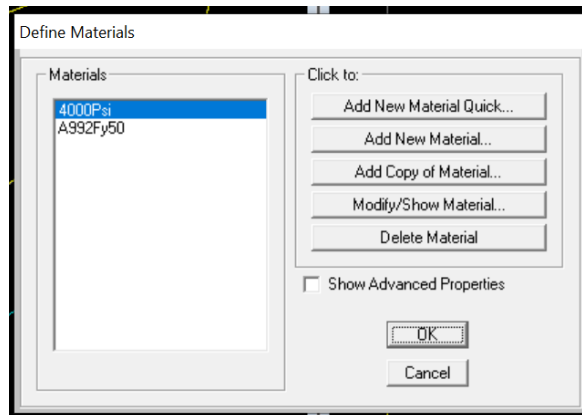 Define Materials
Materials
4000Psi
A992Fy50
Click to:
Add New Material Quick...
Add New Material...
Add Copy of Material...
Modify/Show Material...
Delete Material
Show Advanced Properties
OK
Cancel